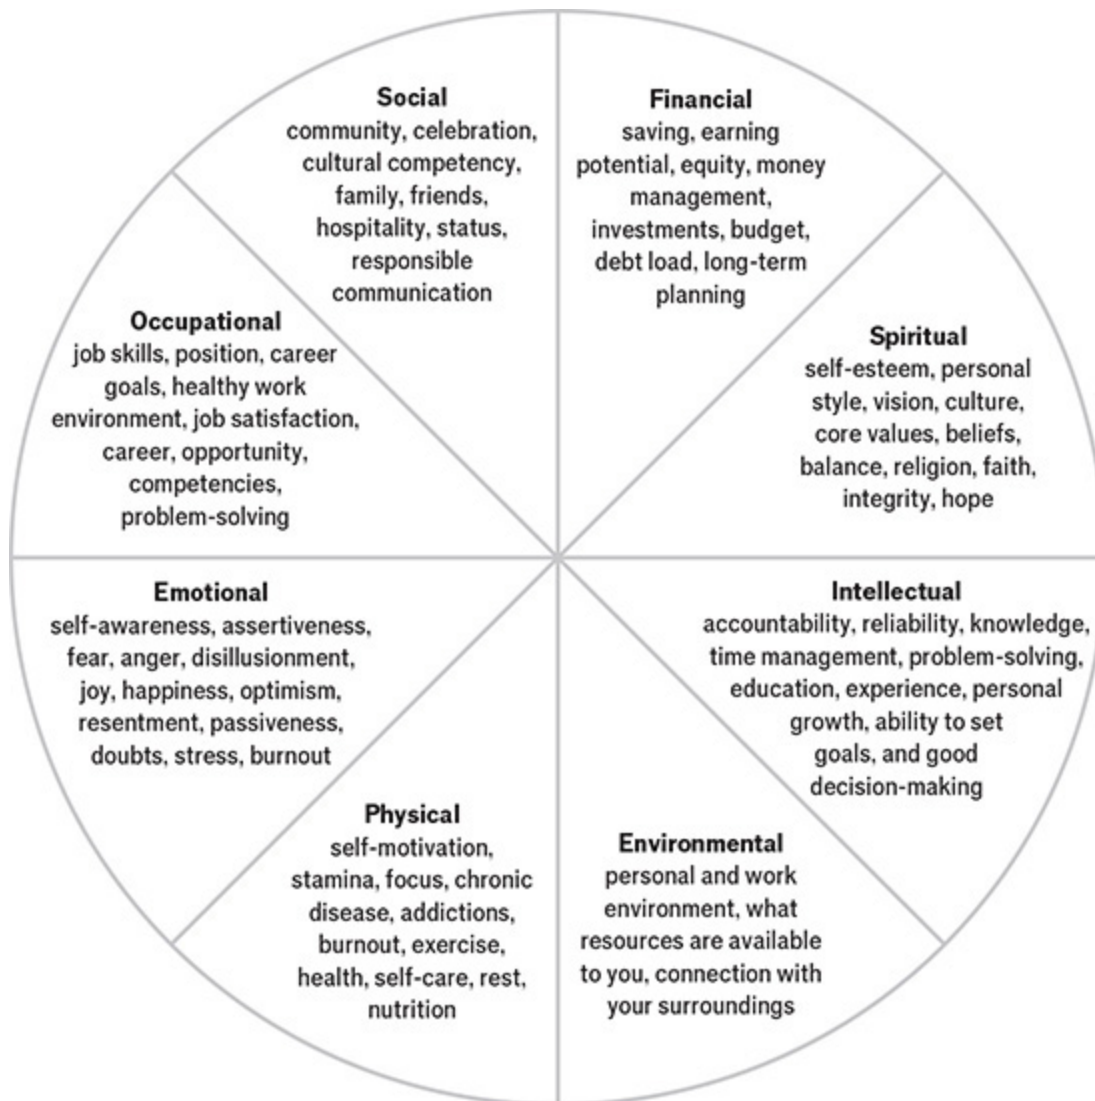 Social
community, celebration,
cultural competency,
family, friends,
hospitality, status,
responsible
communication
Financial
saving, earning
potential, equity, money
management,
investments, budget,
debt load, long-term
planning
Spiritual
self-esteem, personal
style, vision, culture,
core values, beliefs,
balance, religion, faith,
integrity, hope
Intellectual
accountability, reliability, knowledge,
time management, problem-solving,
education, experience, personal
growth, ability to set
goals, and good
decision-making
Environmental
personal and work
environment, what
resources are available
to you, connection with
your surroundings
Physical
self-motivation,
stamina, focus, chronic
disease, addictions,
burnout, exercise,
health, self-care, rest,
nutrition
Emotional
self-awareness, assertiveness,
fear, anger, disillusionment,
joy, happiness, optimism,
resentment, passiveness,
doubts, stress, burnout
Occupational
job skills, position, career
goals, healthy work
environment, job satisfaction,
career, opportunity,
competencies,
problem-solving